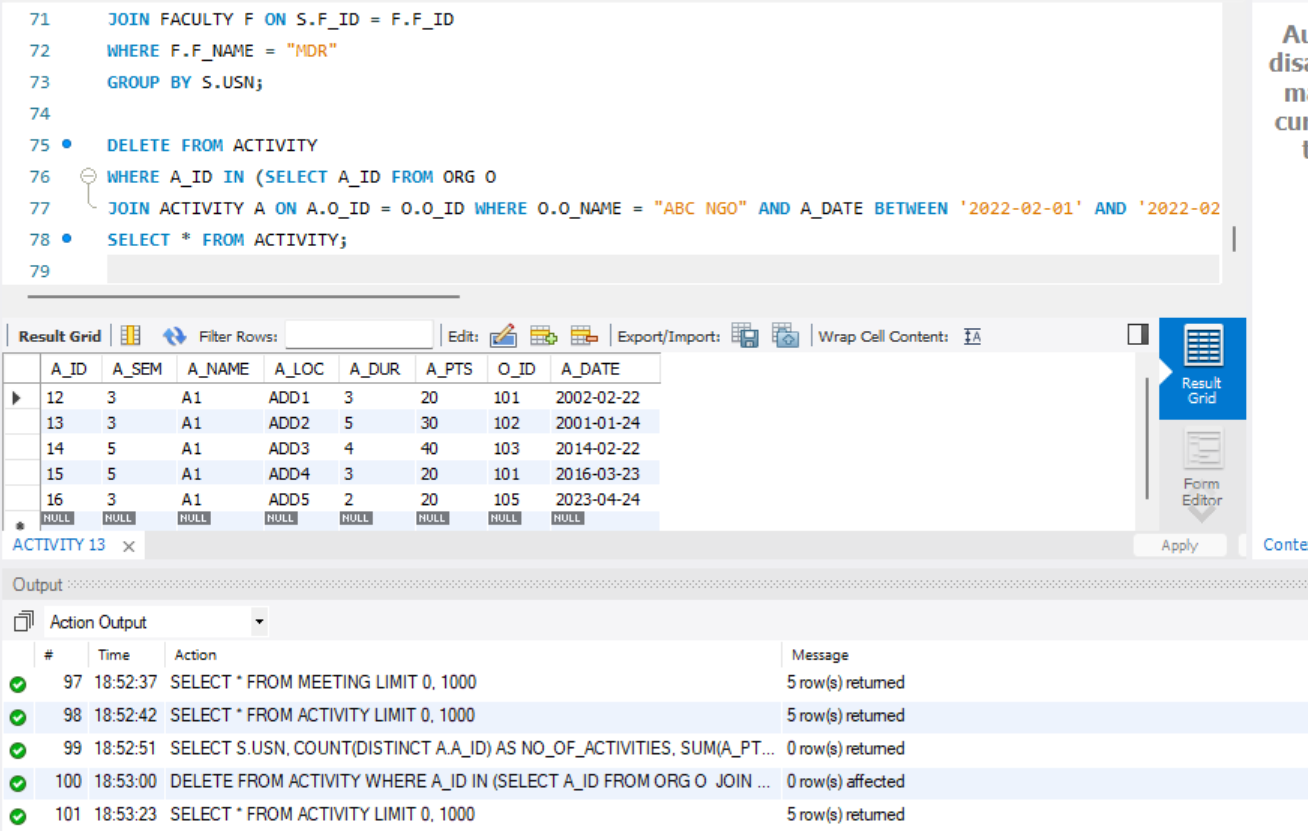 71 JOIN FACULTY F ON S.F_ID = F.F_ID
72 WHERE F.F_NAME = "MDR"
73 GROUP BY S.USN;
74
75 DELETE FROM ACTIVITY
76 WHERE A_ID IN (SELECT A_ID FROM ORG O
77 JOIN ACTIVITY A ON A.O_ID = O.O_ID WHERE O.O_NAME = "ABC NGO" AND A_DATE BETWEEN '2022-02-01' AND '2022-02
78 SELECT * FROM ACTIVITY;
79
Result Grid Filter Rows: Edit: Export/Import: Wrap Cell Content:
A_ID A_SEM A_NAME A_LOC A_DUR A_PTS O_ID A_DATE
12 3 A1 ADD1 3 20 101 2002-02-22
13 3 A1 ADD2 5 30 102 2001-01-24
14 5 A1 ADD3 4 40 103 2014-02-22
15 5 A1 ADD4 3 20 101 2016-03-23
16 3 A1 ADD5 2 20 105 2023-04-24
NULL NULL NULL NULL NULL NULL NULL NULL
Result
Grid
Form
Editor
ACTIVITY 13
Apply
Output
Action Output
# Time Action Message
97 18:52:37 SELECT * FROM MEETING LIMIT 0, 1000 5 row(s) returned
98 18:52:42 SELECT * FROM ACTIVITY LIMIT 0, 1000 5 row(s) returned
99 18:52:51 SELECT S.USN, COUNT(DISTINCT A.A_ID) AS NO_OF_ACTIVITIES, SUM(A_PT... 0 row(s) returned
100 18:53:00 DELETE FROM ACTIVITY WHERE A_ID IN (SELECT A_ID FROM ORG O JOIN ... 0 row(s) affected
101 18:53:23 SELECT * FROM ACTIVITY LIMIT 0, 1000 5 row(s) returned